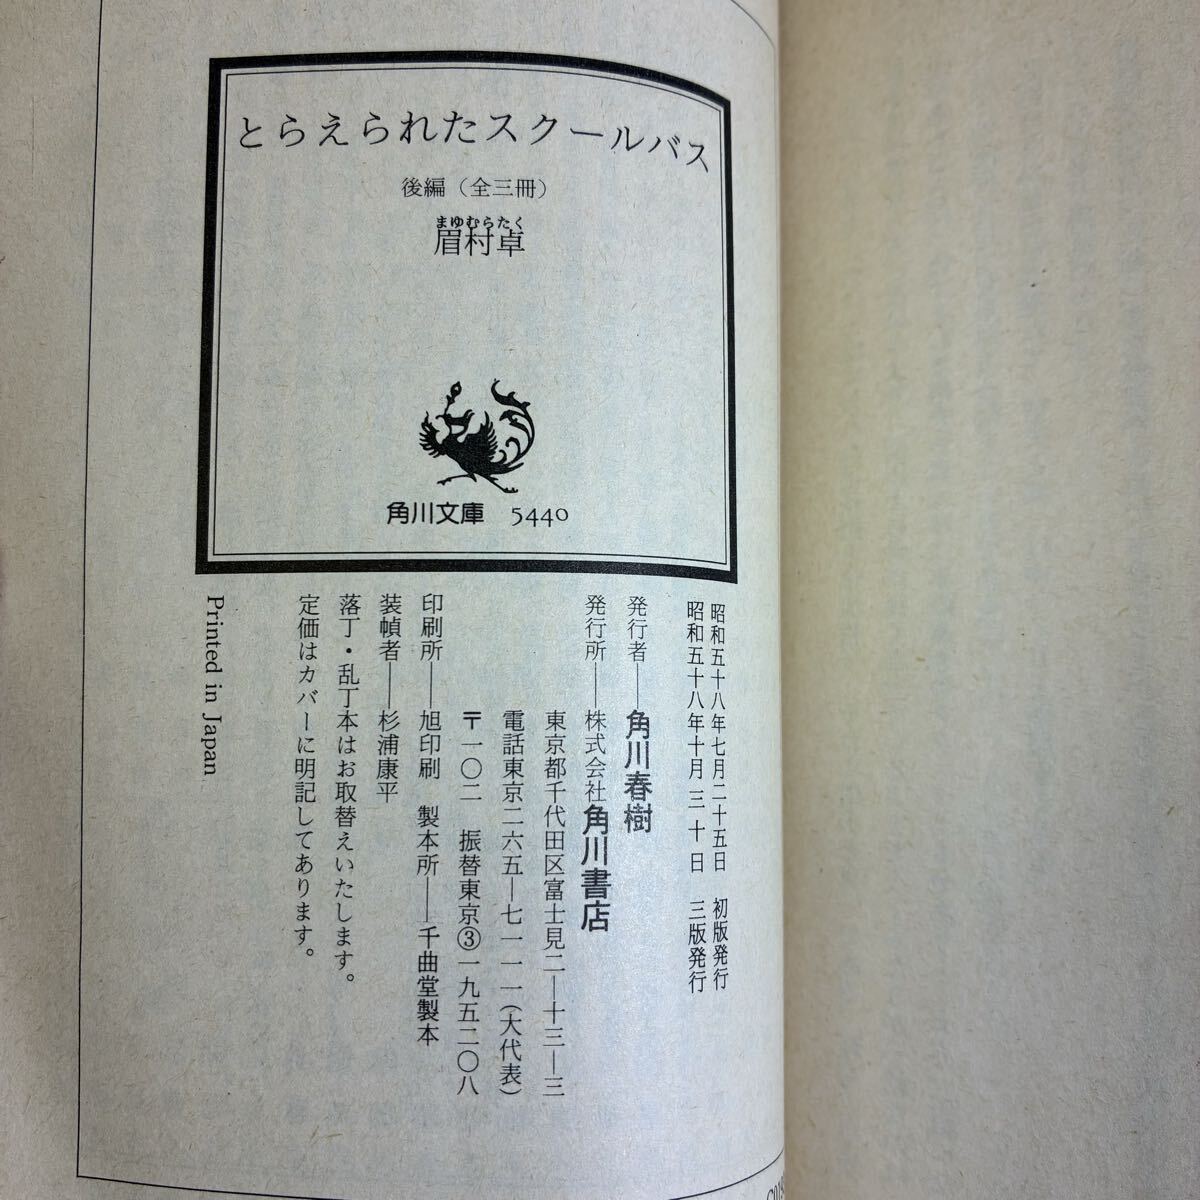 とらえられたスクールバス
後編（全三冊）
まゆむらたく
眉村卓
角川文庫 5440
昭和五十八年七月二十五日 初版発行
昭和五十八年十月三十日 三版発行
発行者――角川春樹
発行所――株式会社角川書店
東京都千代田区富士見二―十三―三
電話東京二六五―七一一一（大代表）
〒一〇二 振替東京③一九五二〇八
印刷所――旭印刷 製本所――千曲堂製本
装幀者――杉浦康平
落丁・乱丁本はお取替えいたします。
定価はカバーに明記してあります。
Printed in Japan